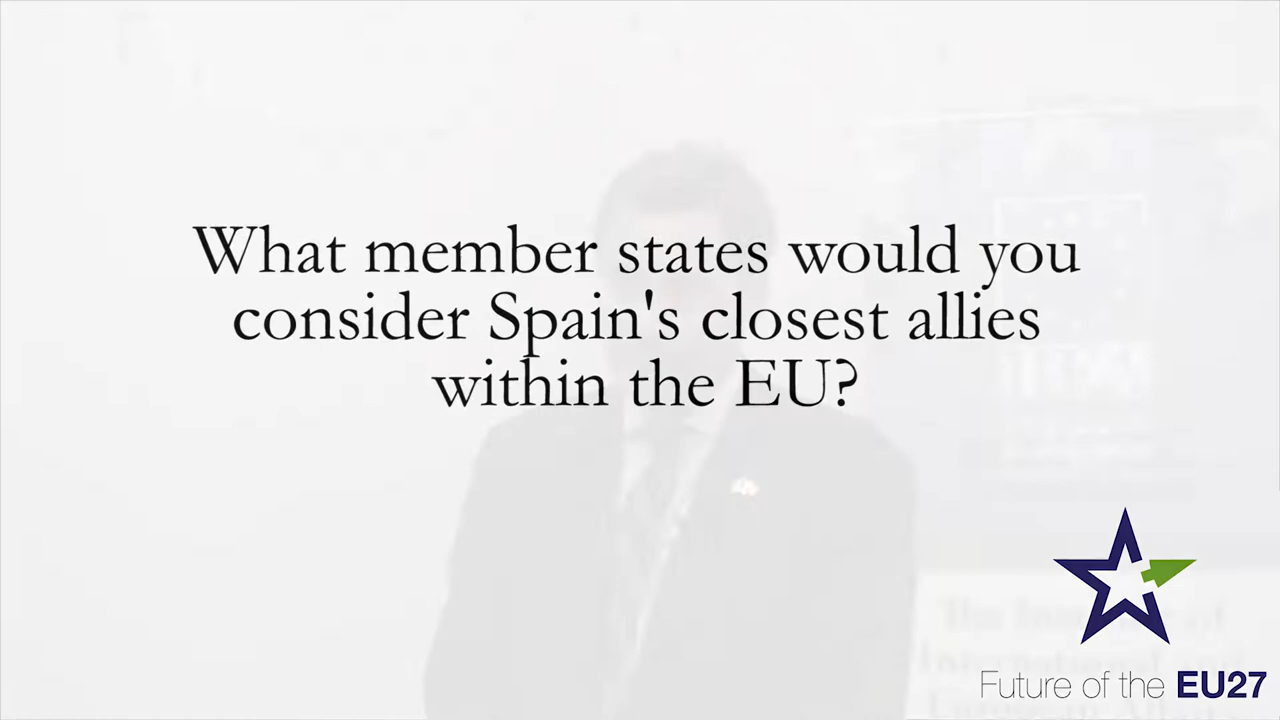 What member states would you
consider Spain's closest allies
within the EU?
Future of the EU27